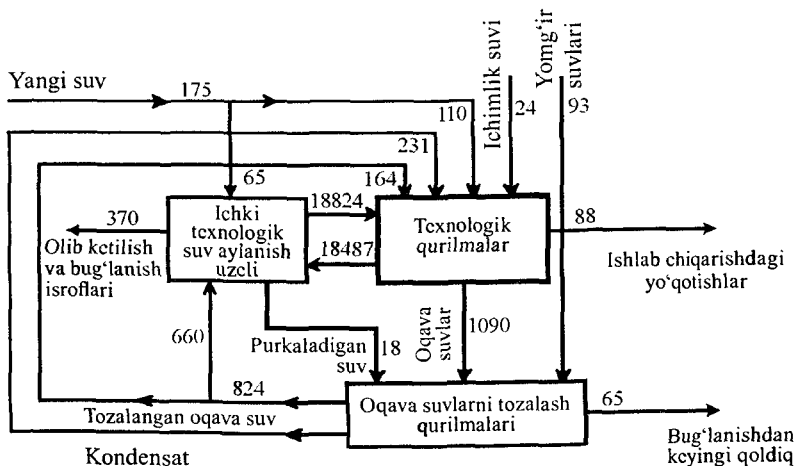 Yangi suv
175
110
Ichimlik suvi
24
Yomg‘ir
suvlari
93
231
65
164
370
Olib ketilish
va bug‘lanish
isroflari
Ichki
texnologik
suv aylanish
uzeli
18824
18487
Texnologik
qurilmalar
88
Ishlab chiqarishdagi
yo‘qotishlar
660
Purkaladigan
suv
18
Oqava
suvlar
1090
824
Tozalangan oqava suv
Oqava suvlarni tozalash
qurilmalari
65
Bug‘lanishdan
keyingi qoldiq
Kondensat